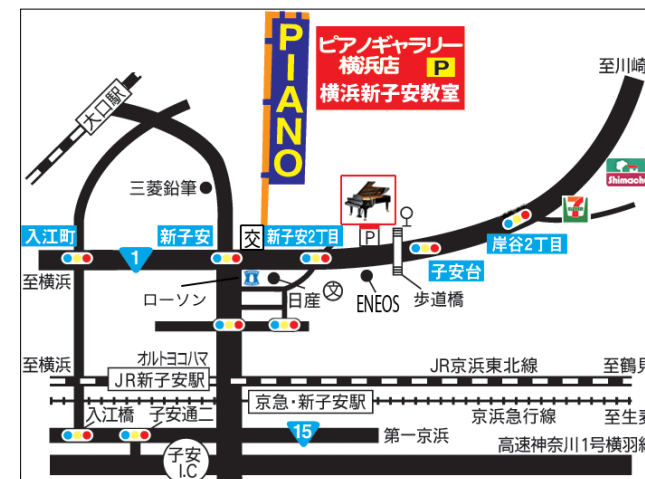 PIANO
ピアノギャラリー
横浜店 P
横浜新子安教室
至川崎
大口駅
三菱鉛筆
Shimachu
7
入江町
新子安
交
新子安2丁目
P
岸谷2丁目
1
子安台
至横浜
ローソン
日産
文
ENEOS
歩道橋
至横浜
オルトヨコハマ
JR新子安駅
JR京浜東北線
至鶴見
京急・新子安駅
入江橋
子安通二
京浜急行線
至生麦
15
第一京浜
子安
I.C
高速神奈川1号横羽線